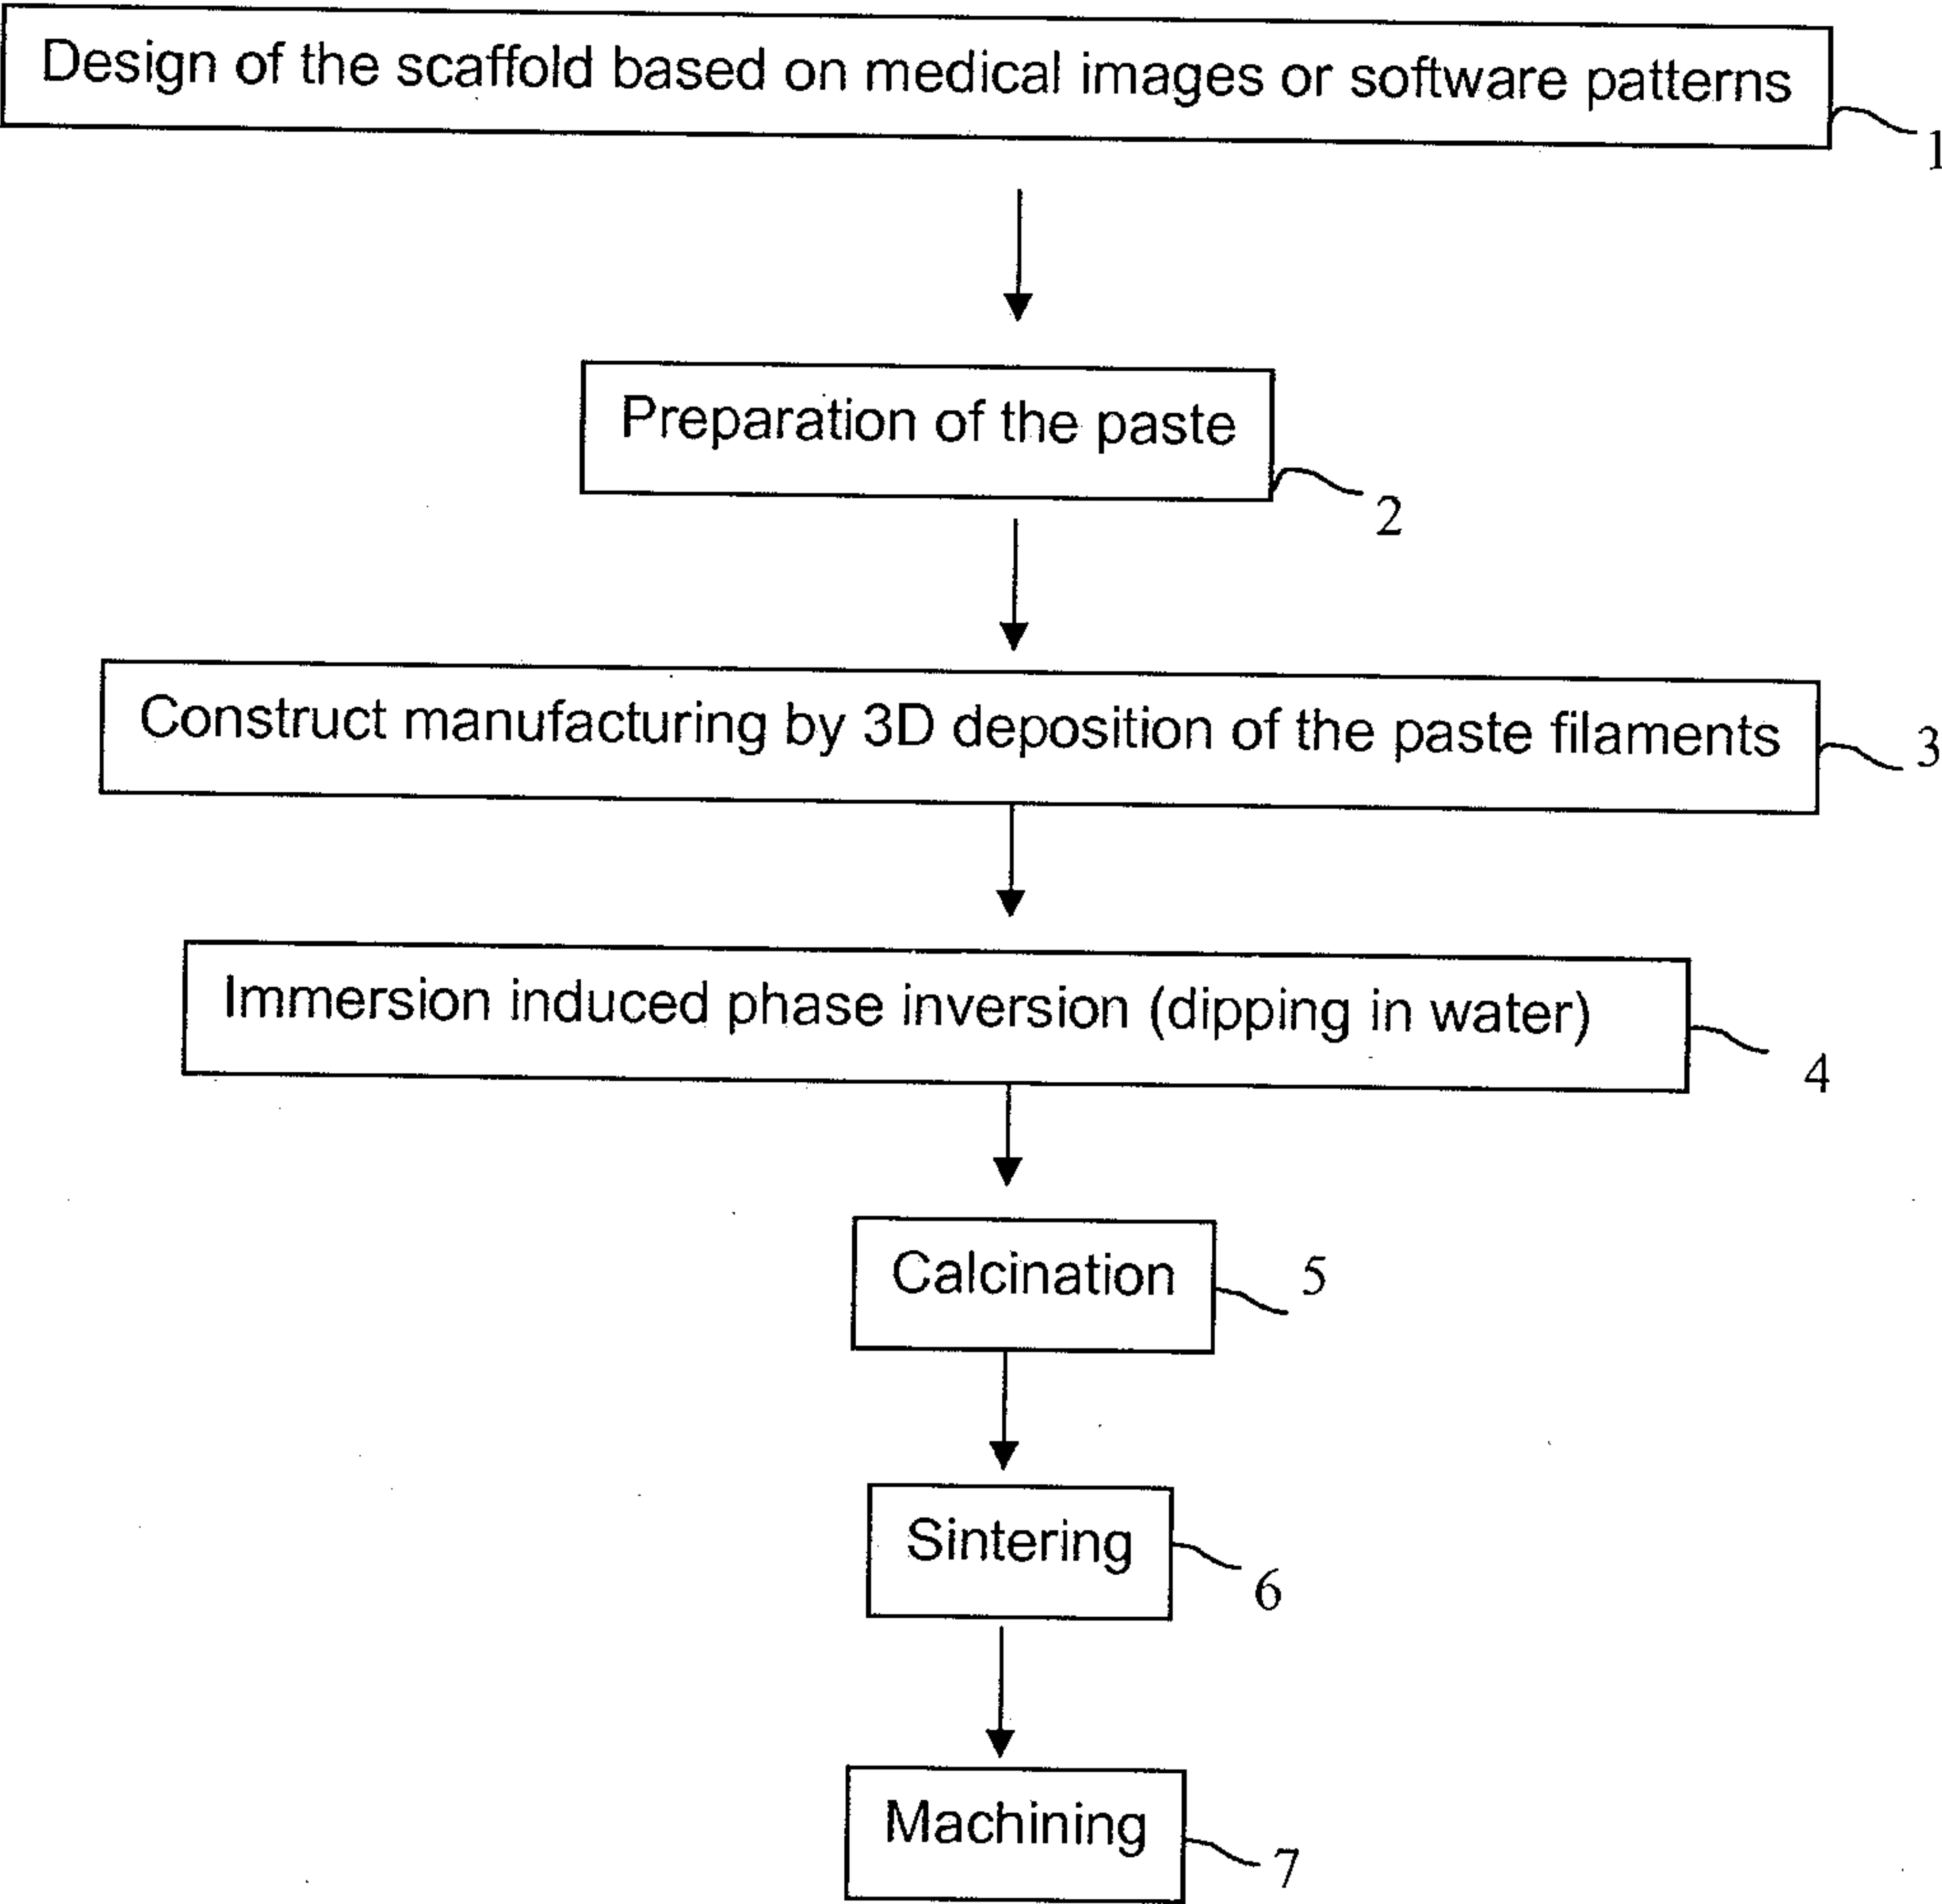 Design of the scaffold based on medical images or software patterns
1
Preparation of the paste
2
Construct manufacturing by 3D deposition of the paste filaments
3
Immersion induced phase inversion (dipping in water)
4
Calcination
5
Sintering
6
Machining
7